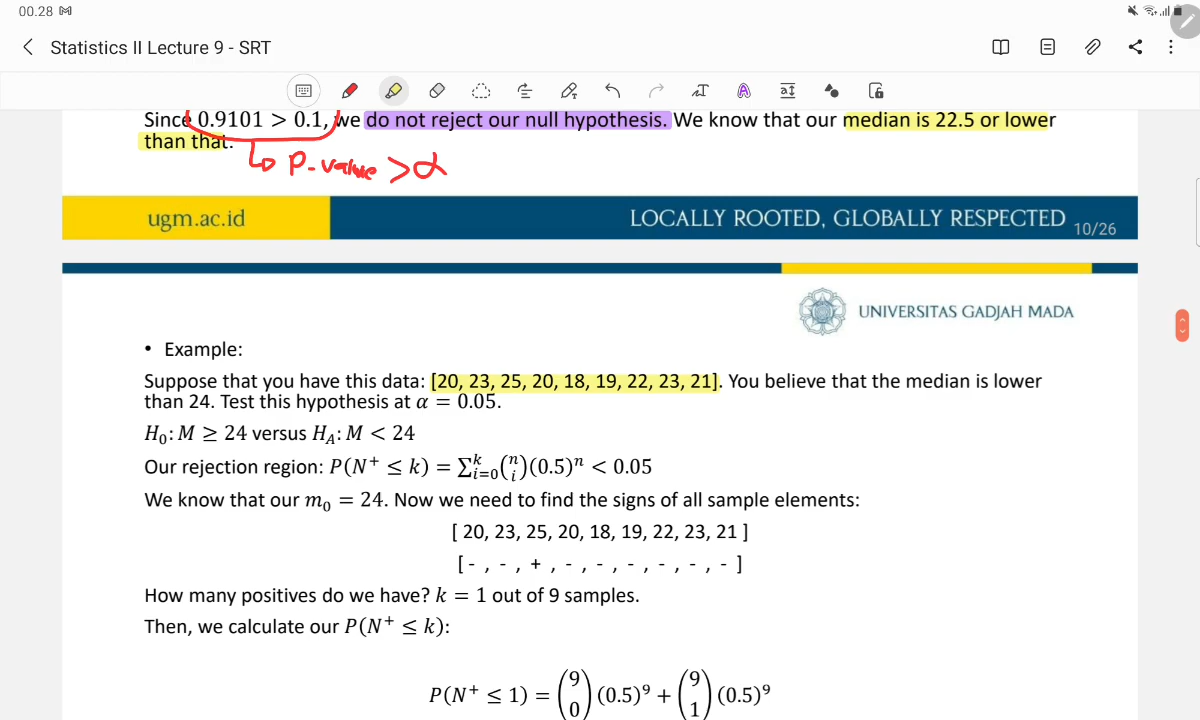 00.28
Statistics II Lecture 9 - SRT
Since 0.9101 > 0.1, we do not reject our null hypothesis. We know that our median is 22.5 or lower
than that.
↳ P-value > α
ugm.ac.id
LOCALLY ROOTED, GLOBALLY RESPECTED
10/26
UNIVERSITAS GADJAH MADA
• Example:
Suppose that you have this data: [20, 23, 25, 20, 18, 19, 22, 23, 21]. You believe that the median is lower
than 24. Test this hypothesis at α = 0.05.
H₀: M ≥ 24 versus H_A: M < 24
Our rejection region: P(N⁺ ≤ k) = ∑ᵢ₌₀ᵏ (n i)(0.5)ⁿ < 0.05
We know that our m₀ = 24. Now we need to find the signs of all sample elements:
[ 20, 23, 25, 20, 18, 19, 22, 23, 21 ]
[ - , - , + , - , - , - , - , - , - ]
How many positives do we have? k = 1 out of 9 samples.
Then, we calculate our P(N⁺ ≤ k):
P(N⁺ ≤ 1) = (9 0)(0.5)⁹ + (9 1)(0.5)⁹